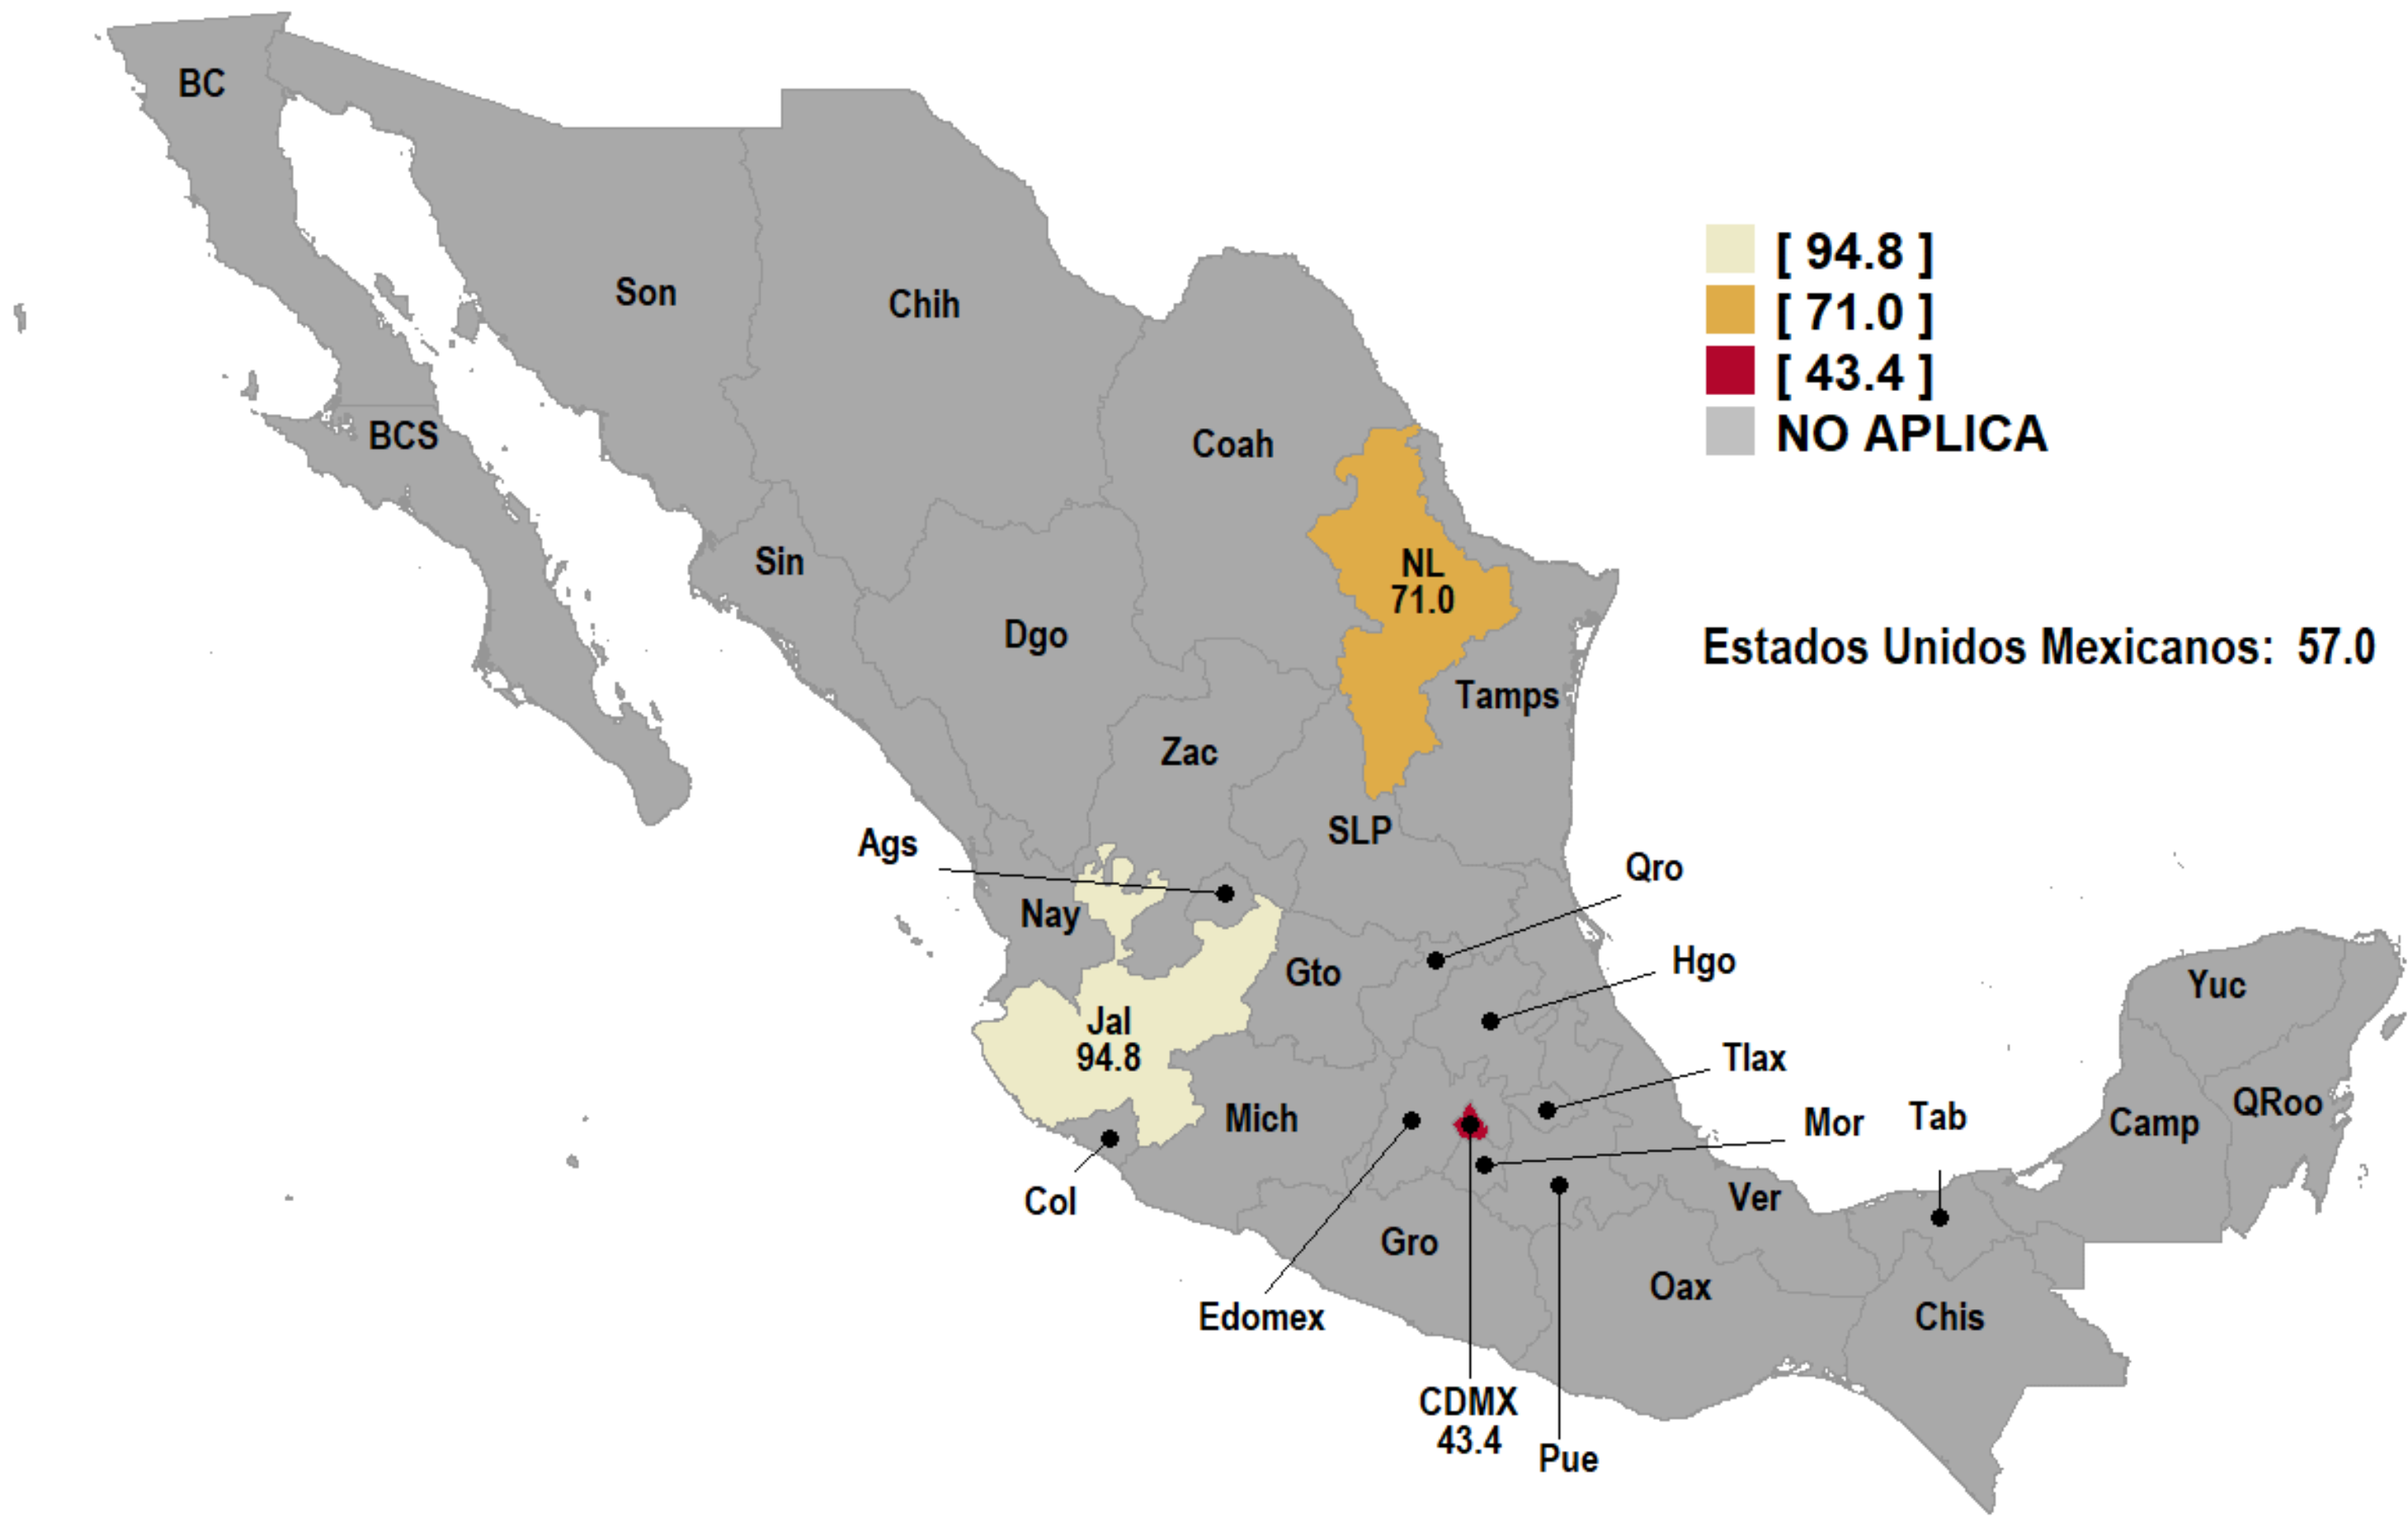 BC
Son
Chih
BCS
Coah
[ 94.8 ]
[ 71.0 ]
[ 43.4 ]
NO APLICA
Sin
NL
71.0
Dgo
Estados Unidos Mexicanos: 57.0
Tamps
Zac
SLP
Ags
Nay
Qro
Gto
Hgo
Jal
94.8
Tlax
Mich
Mor
Tab
Yuc
QRoo
Camp
Col
Ver
Gro
Oax
Edomex
Chis
CDMX
43.4
Pue